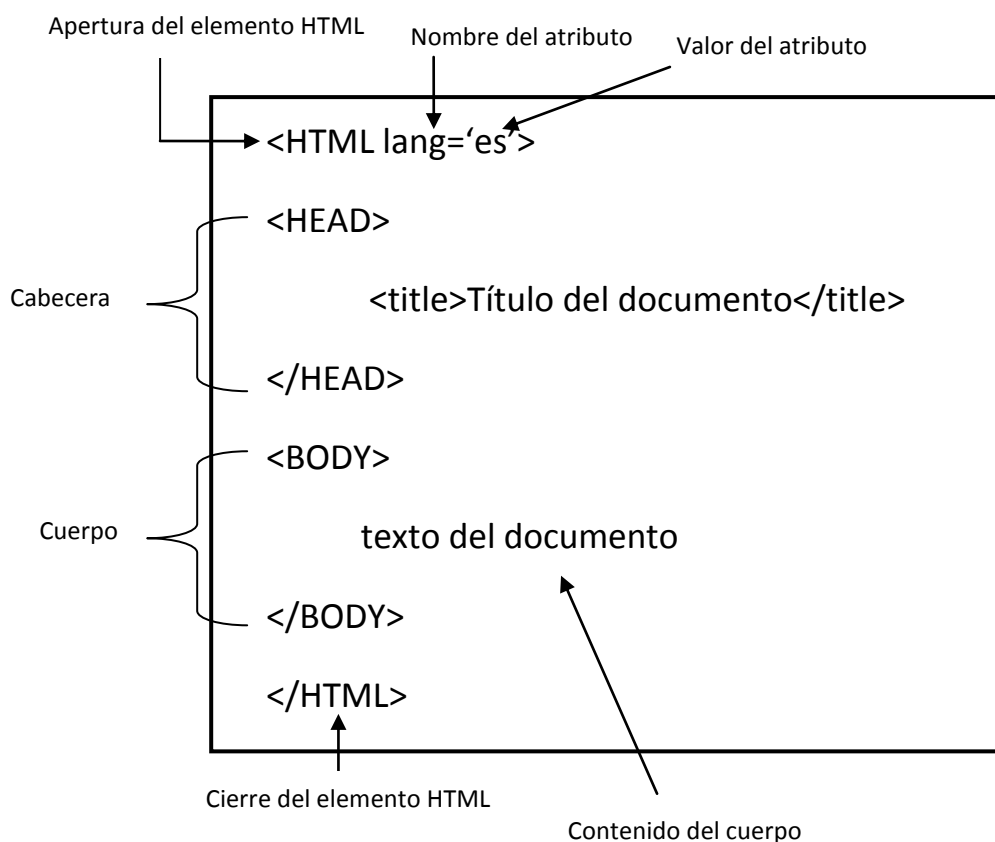 Apertura del elemento HTML
Nombre del atributo
Valor del atributo
<HTML lang=‘es’>
<HEAD>
Cabecera
<title>Título del documento</title>
</HEAD>
<BODY>
Cuerpo
texto del documento
</BODY>
</HTML>
Cierre del elemento HTML
Contenido del cuerpo